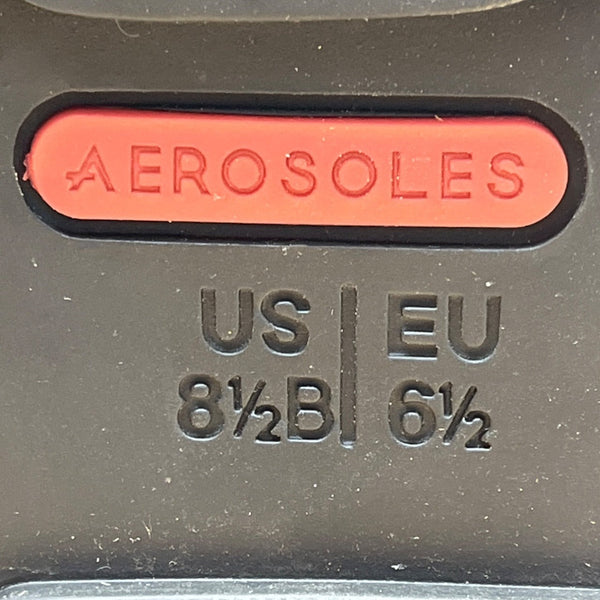 AEROSOLES
US | EU
8½B | 6½